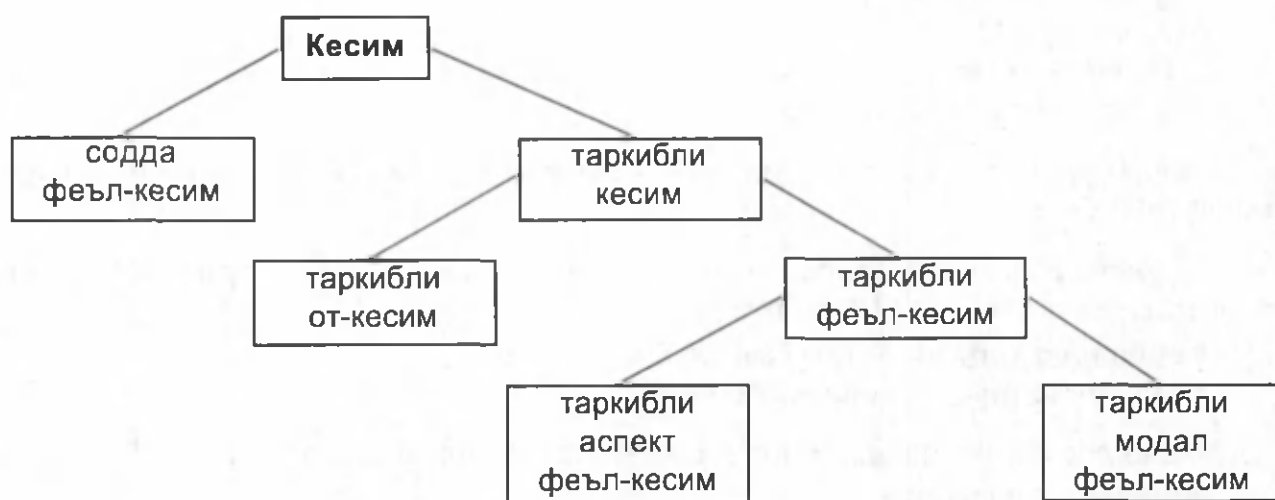 Кесим
содда
феъл-кесим
таркибли
кесим
таркибли
от-кесим
таркибли
феъл-кесим
таркибли
аспект
феъл-кесим
таркибли
модал
феъл-кесим